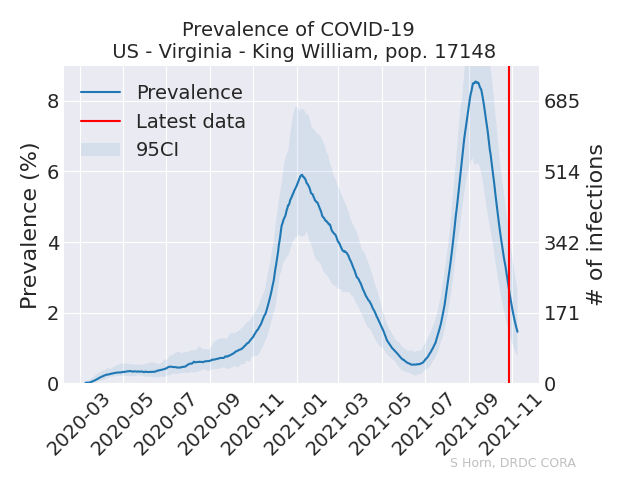 Prevalence of COVID-19
US - Virginia - King William, pop. 17148
Prevalence
Latest data
95CI
Prevalence (%)
8
6
4
2
0
# of infections
685
514
342
171
0
2020-03
2020-05
2020-07
2020-09
2020-11
2021-01
2021-03
2021-05
2021-07
2021-09
2021-11
S Horn, DRDC CORA